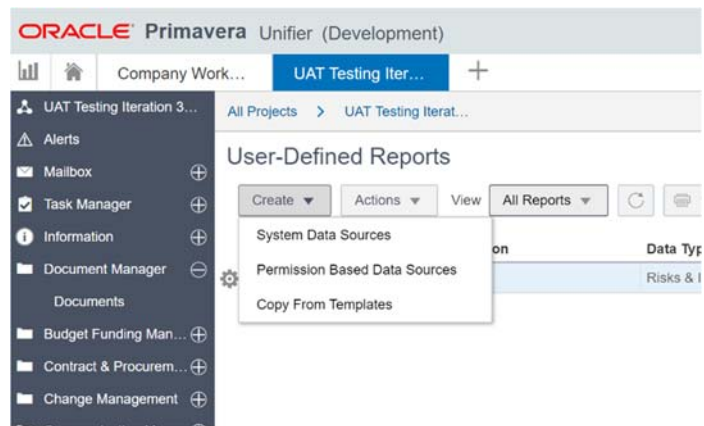 ORACLE Primavera Unifier (Development)
Company Work... UAT Testing Iter...
UAT Testing Iteration 3...
All Projects > UAT Testing Iterat...
Alerts
User-Defined Reports
Mailbox
Task Manager
Create Actions View All Reports
Information
System Data Sources
on Data Typ
Document Manager
Permission Based Data Sources
Risks & I
Documents
Copy From Templates
Budget Funding Man...
Contract & Procurem...
Change Management